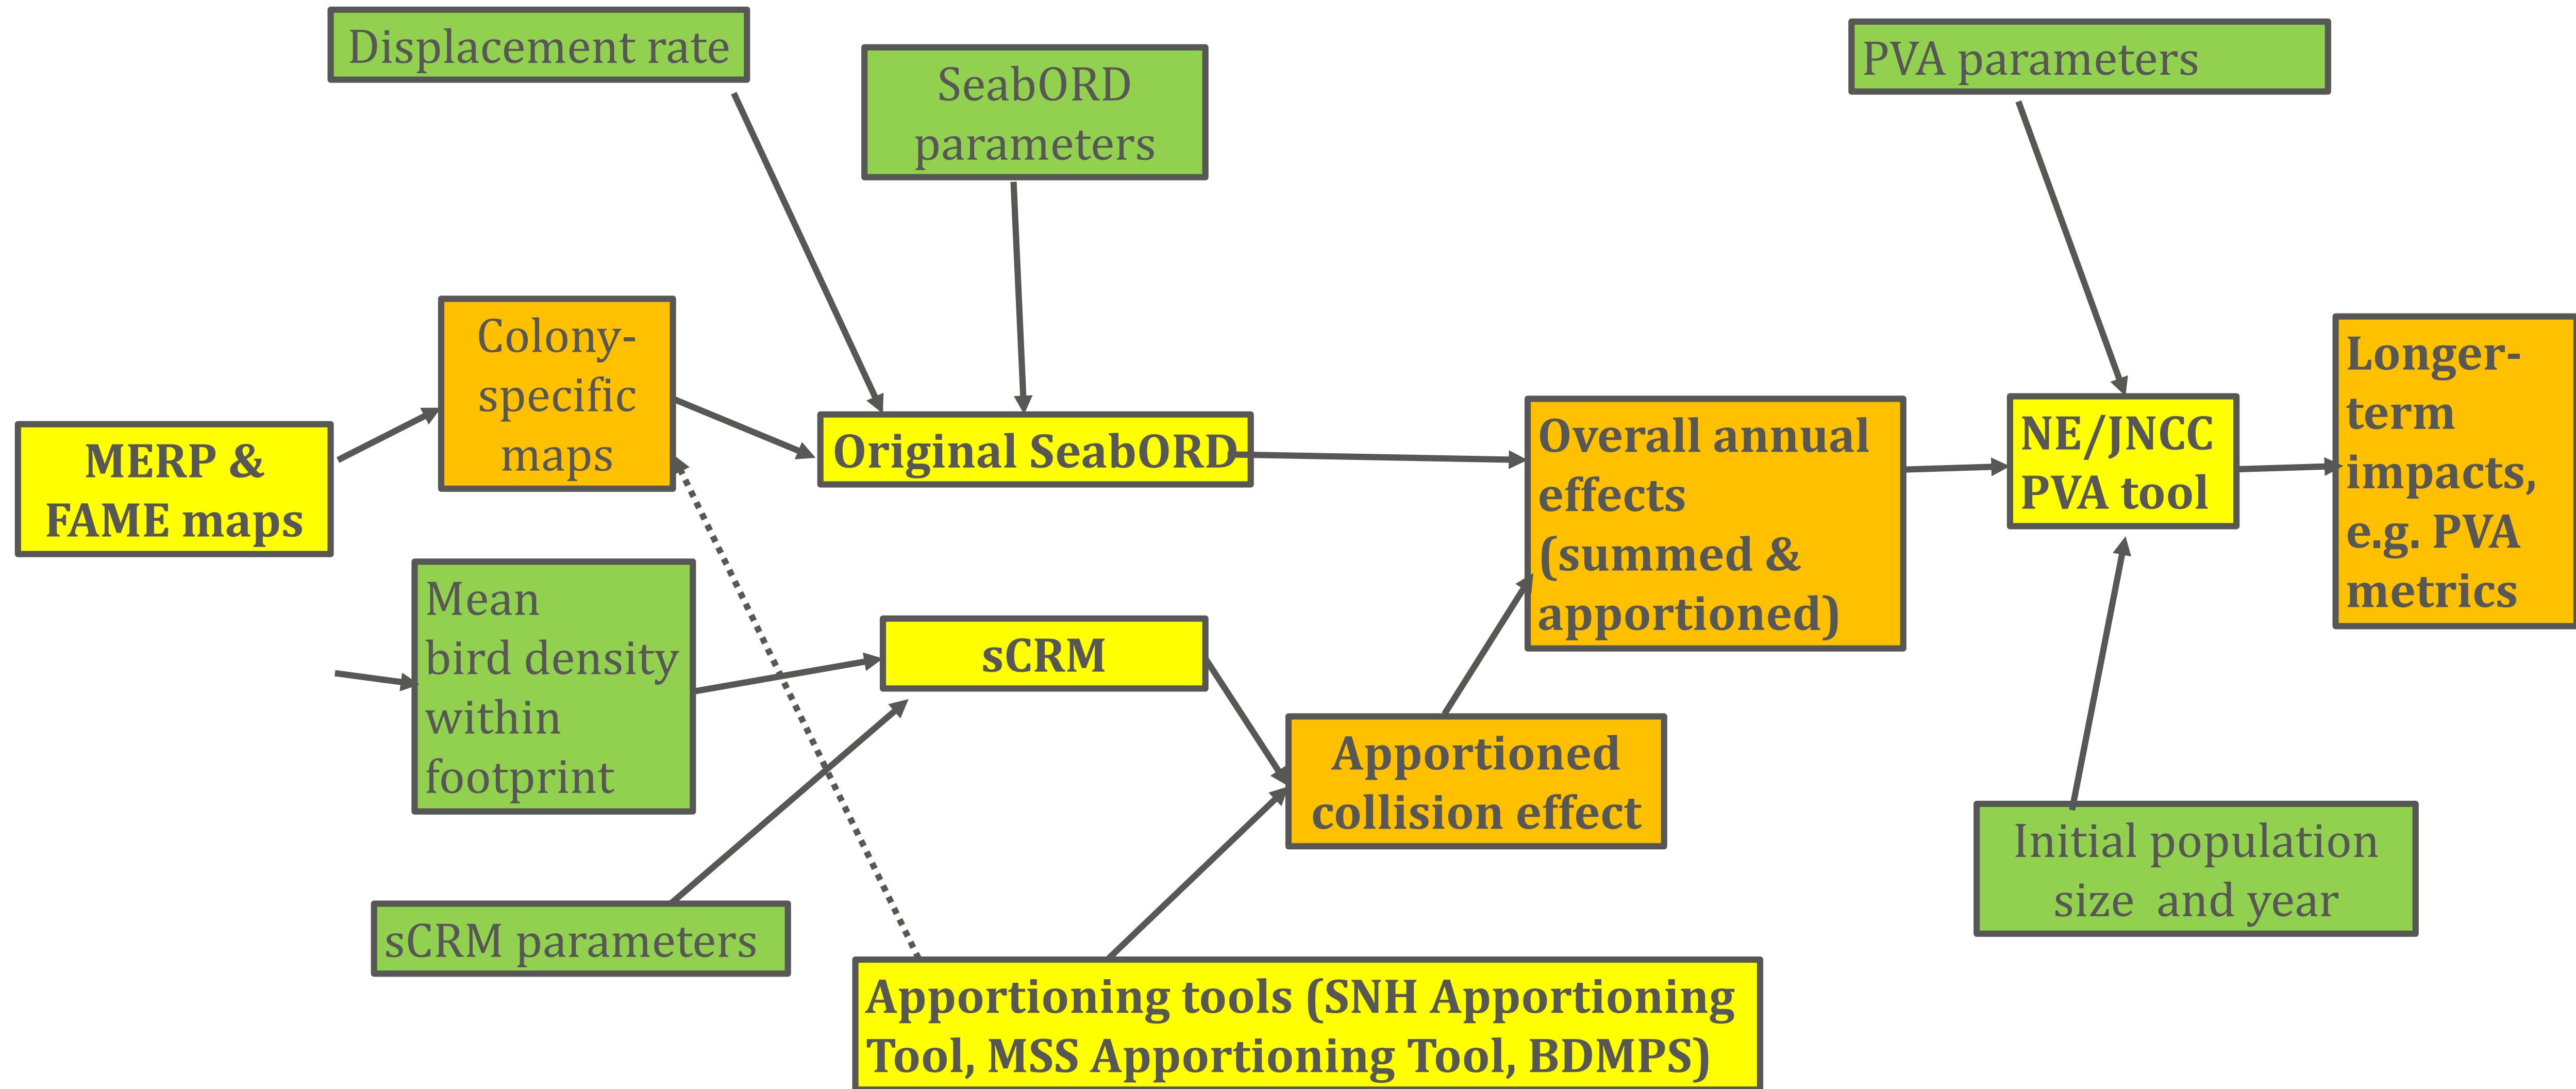 Displacement rate
SeabORD
parameters
PVA parameters
Colony-
specific
maps
MERP &
FAME maps
Original SeabORD
Overall annual
effects
(summed &
apportioned)
NE/JNCC
PVA tool
Longer-
term
impacts,
e.g. PVA
metrics
Mean
bird density
within
footprint
sCRM
Apportioned
collision effect
Initial population
size and year
sCRM parameters
Apportioning tools (SNH Apportioning
Tool, MSS Apportioning Tool, BDMPS)